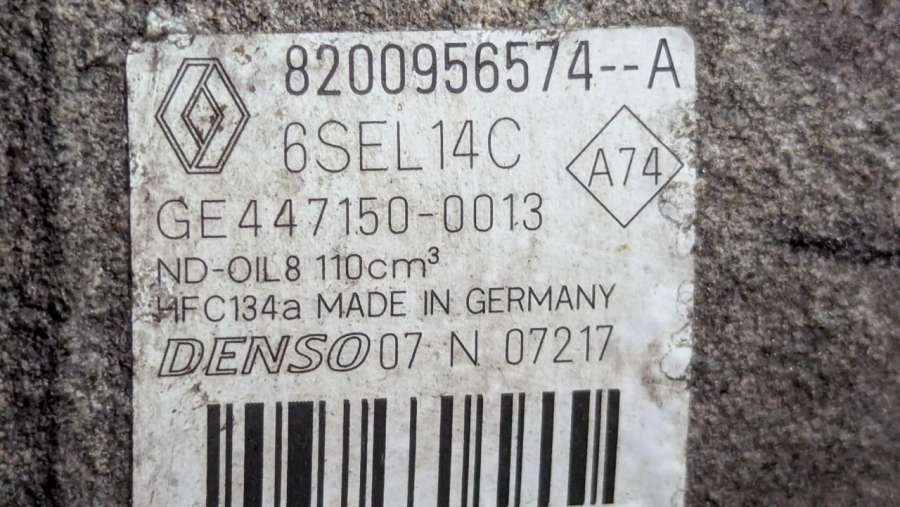 8200956574--A
6SEL14C
A74
GE447150-0013
ND-OIL8 110cm³
HFC134a MADE IN GERMANY
DENSO 07 N 07217